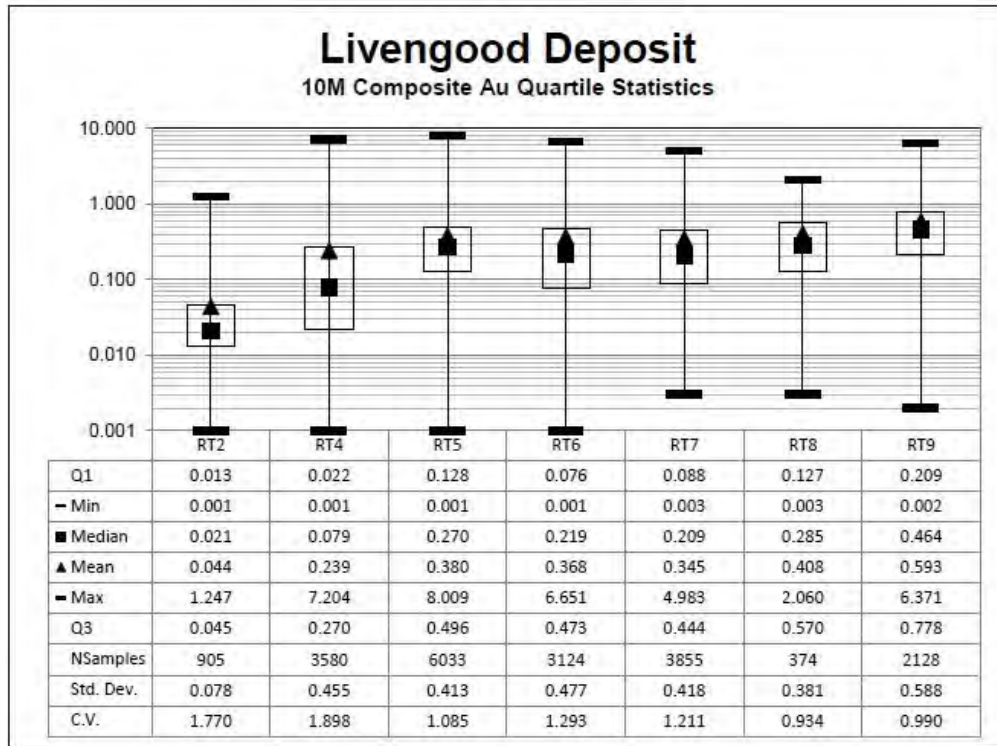 Livengood Deposit
10M Composite Au Quartile Statistics
10.000
1.000
0.100
0.010
0.001
RT2 RT4 RT5 RT6 RT7 RT8 RT9
Q1 0.013 0.022 0.128 0.076 0.088 0.127 0.209
Min 0.001 0.001 0.001 0.001 0.003 0.003 0.002
Median 0.021 0.079 0.270 0.219 0.209 0.285 0.464
Mean 0.044 0.239 0.380 0.368 0.345 0.408 0.593
Max 1.247 7.204 8.009 6.651 4.983 2.060 6.371
Q3 0.045 0.270 0.496 0.473 0.444 0.570 0.778
NSamples 905 3580 6033 3124 3855 374 2128
Std. Dev. 0.078 0.455 0.413 0.477 0.418 0.381 0.588
C.V. 1.770 1.898 1.085 1.293 1.211 0.934 0.990